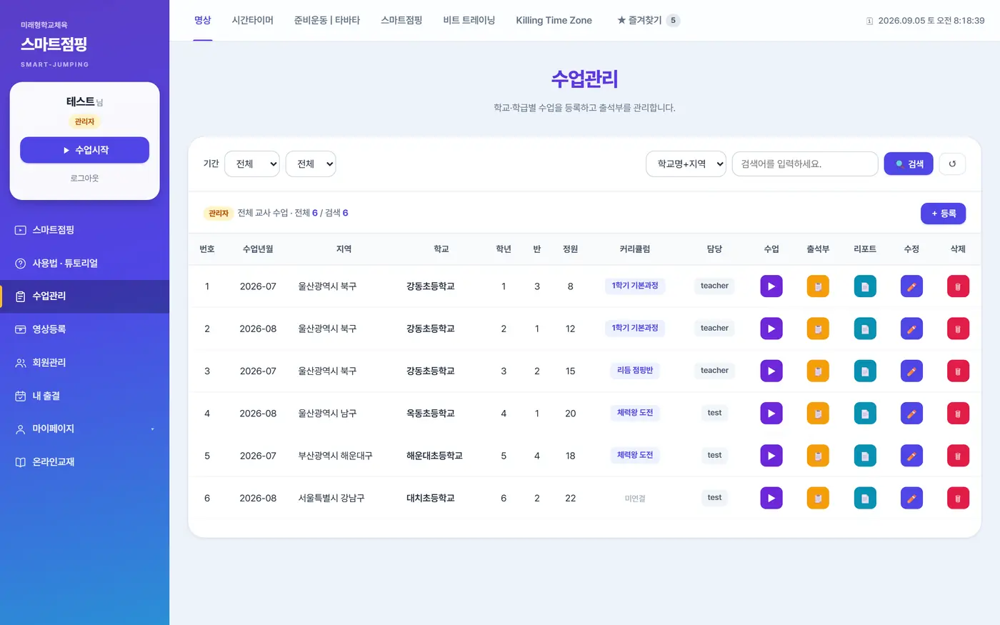 미래형학교체육
스마트점핑
SMART-JUMPING
테스트 님
관리자
▶ 수업시작
로그아웃
스마트점핑
사용법 · 튜토리얼
수업관리
영상등록
회원관리
내 출결
마이페이지
온라인교재
명상 시간타이머 준비운동 | 타바타 스마트점핑 비트 트레이닝 Killing Time Zone ★ 즐겨찾기 5
2026.09.05 토 오전 8:18:39
수업관리
학교·학급별 수업을 등록하고 출석부를 관리합니다.
기간 전체 전체 학교명+지역 검색어를 입력하세요. 검색 ↺
관리자 전체 교사 수업 · 전체 6 / 검색 6 + 등록
번호 수업년월 지역 학교 학년 반 정원 커리큘럼 담당 수업 출석부 리포트 수정 삭제
1 2026-07 울산광역시 북구 강동초등학교 1 3 8 1학기 기본과정 teacher
2 2026-08 울산광역시 북구 강동초등학교 2 1 12 1학기 기본과정 teacher
3 2026-07 울산광역시 북구 강동초등학교 3 2 15 리듬 점핑반 teacher
4 2026-08 울산광역시 남구 옥동초등학교 4 1 20 체력왕 도전 test
5 2026-07 부산광역시 해운대구 해운대초등학교 5 4 18 체력왕 도전 test
6 2026-08 서울특별시 강남구 대치초등학교 6 2 22 미연결 test